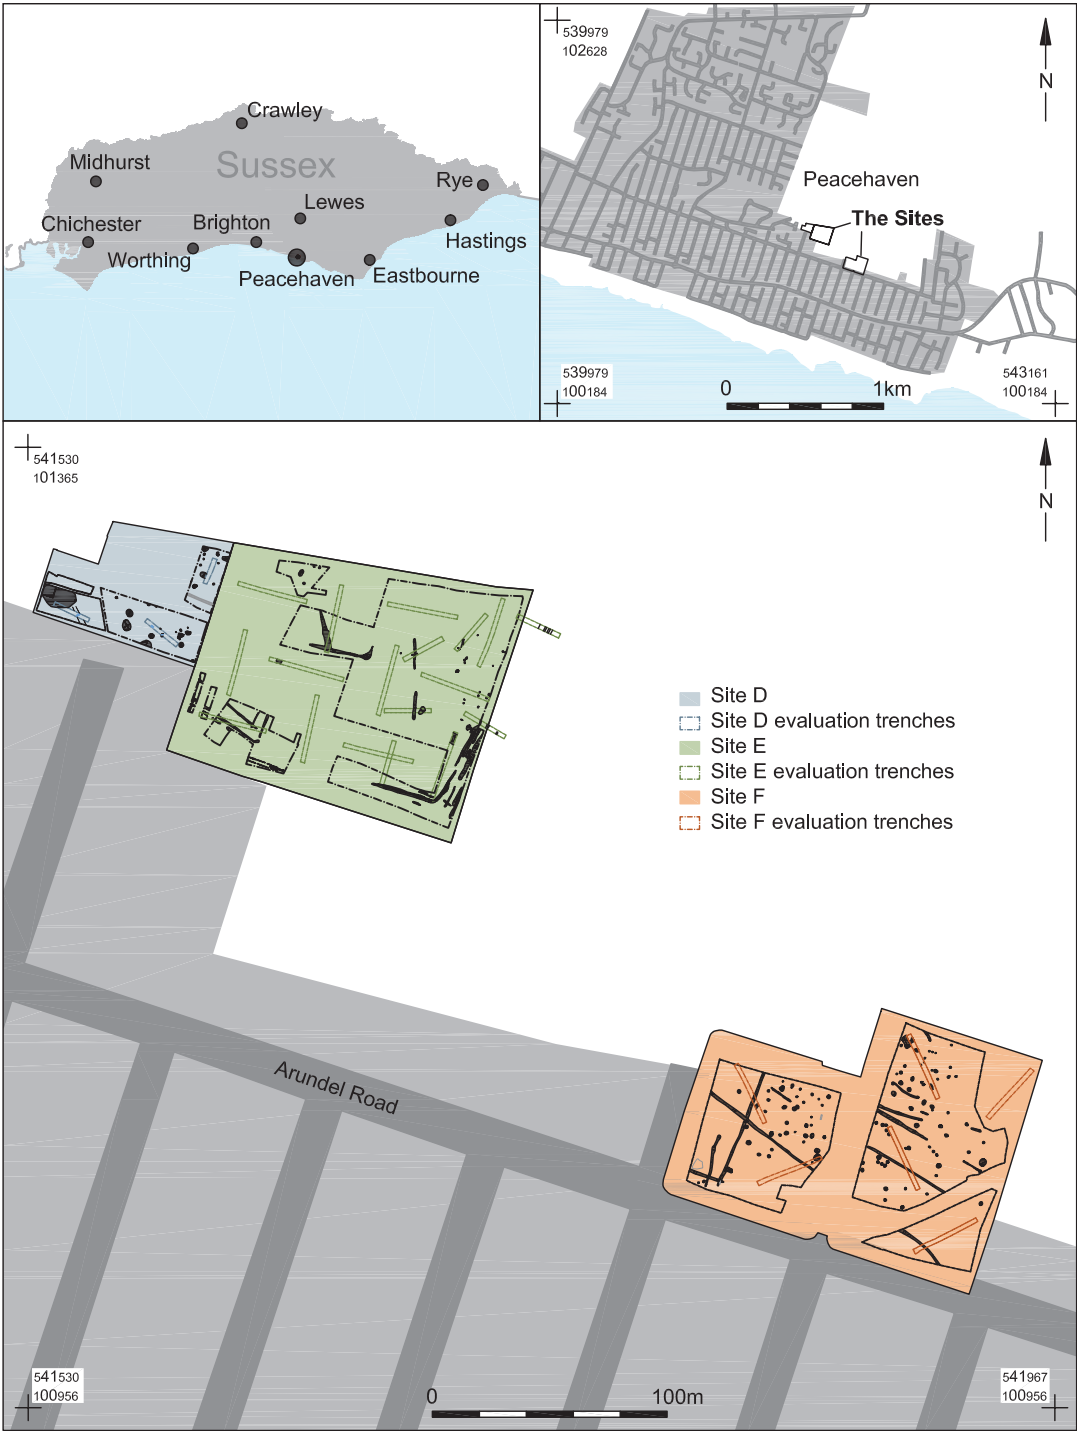 Crawley
Sussex
Midhurst
Rye
Lewes
Chichester
Brighton
Hastings
Worthing
Peacehaven
Eastbourne
539979
102628
N
Peacehaven
The Sites
539979
100184
0
1km
543161
100184
541530
101365
N
Site D
Site D evaluation trenches
Site E
Site E evaluation trenches
Site F
Site F evaluation trenches
Arundel Road
541530
100956
0
100m
541967
100956